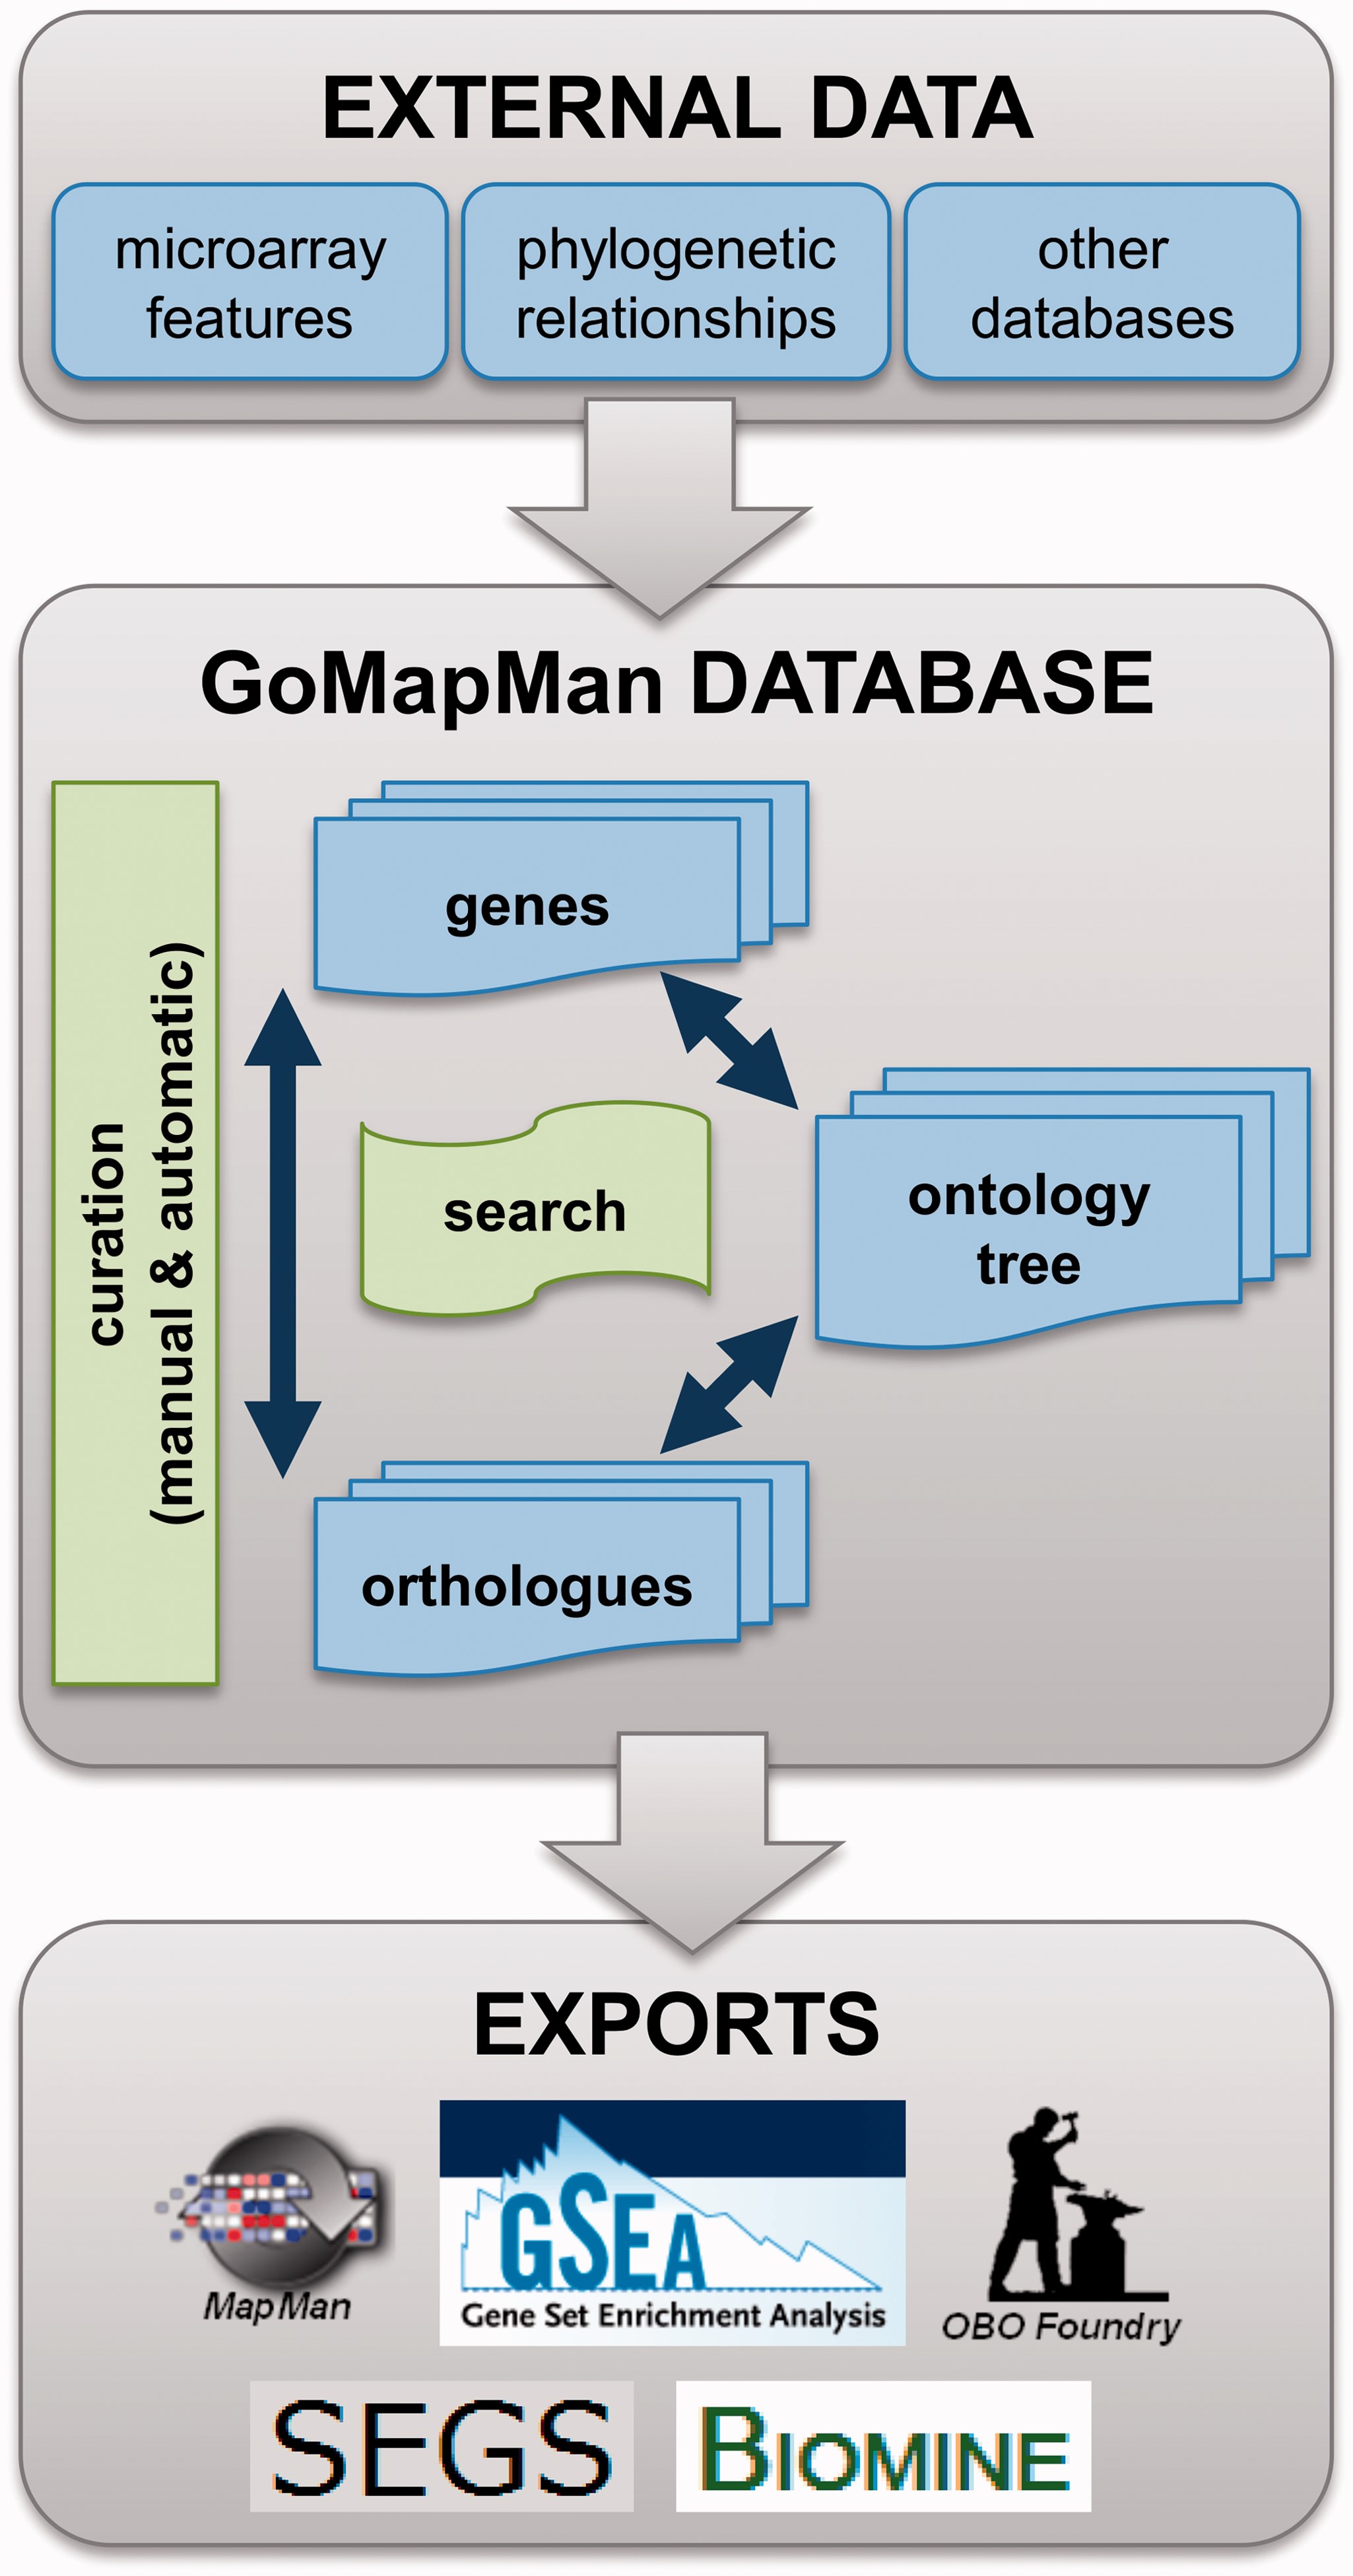 EXTERNAL DATA
microarray
features
phylogenetic
relationships
other
databases
GoMapMan DATABASE
curation
(manual & automatic)
genes
search
ontology
tree
orthologues
EXPORTS
MapMan
GSEA
Gene Set Enrichment Analysis
OBO Foundry
SEGS
BIOMINE